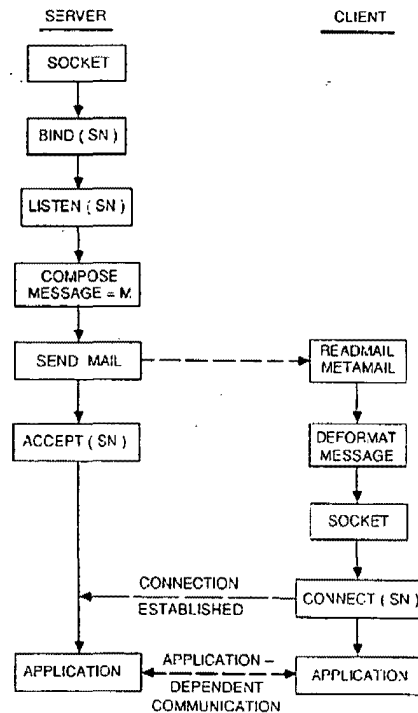 SERVER
CLIENT
SOCKET
BIND ( SN )
LISTEN ( SN )
COMPOSE
MESSAGE = M
SEND MAIL
READMAIL
METAMAIL
ACCEPT ( SN )
DEFORMAT
MESSAGE
SOCKET
CONNECTION
ESTABLISHED
CONNECT ( SN )
APPLICATION
APPLICATION –
DEPENDENT
COMMUNICATION
APPLICATION